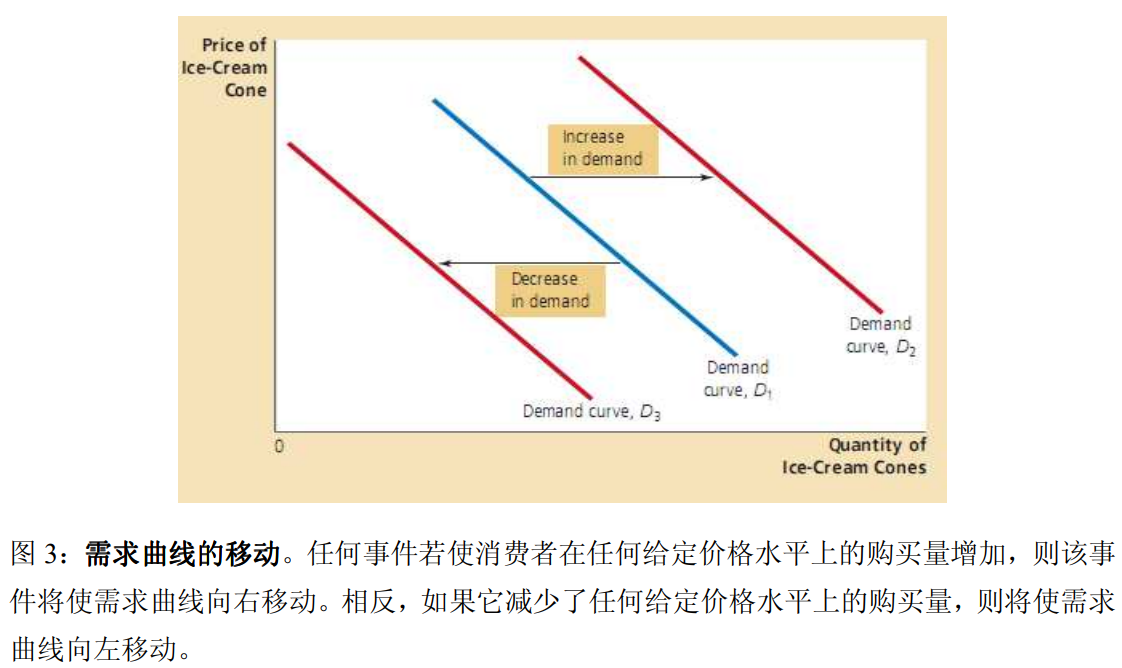 Price of
Ice-Cream
Cone
Increase
in demand
Decrease
in demand
Demand
curve, D₂
Demand
curve, D₁
Demand curve, D₃
0
Quantity of
Ice-Cream Cones
图 3：需求曲线的移动。任何事件若使消费者在任何给定价格水平上的购买量增加，则该事
件将使需求曲线向右移动。相反，如果它减少了任何给定价格水平上的购买量，则将使需求
曲线向左移动。